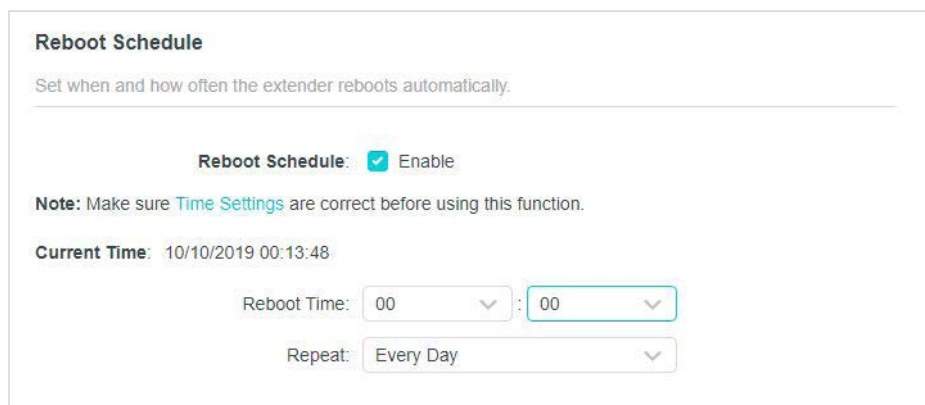 Reboot Schedule
Set when and how often the extender reboots automatically.
Reboot Schedule: Enable
Note: Make sure Time Settings are correct before using this function.
Current Time: 10/10/2019 00:13:48
Reboot Time: 00 : 00
Repeat: Every Day